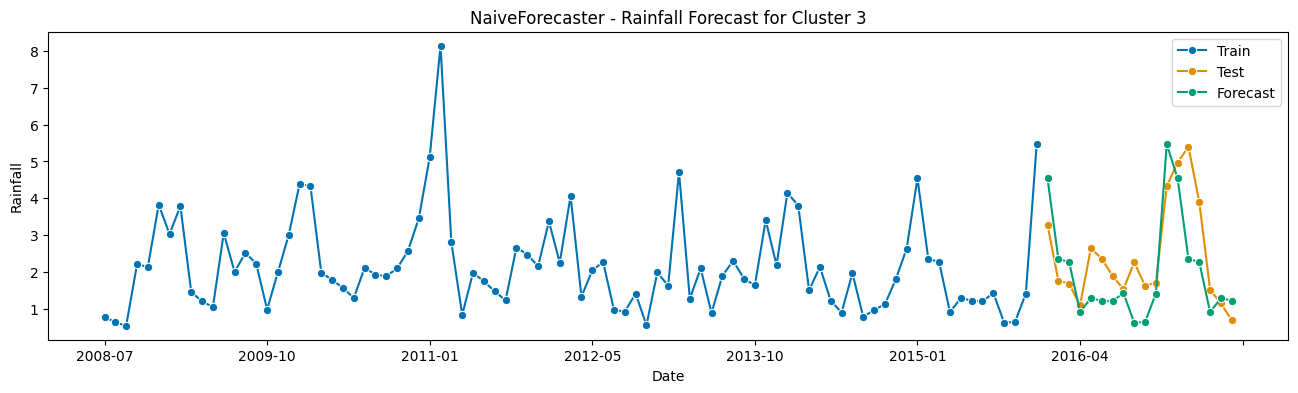 NaiveForecaster - Rainfall Forecast for Cluster 3
Train
Test
Forecast
Rainfall
8
7
6
5
4
3
2
1
2008-07 2009-10 2011-01 2012-05 2013-10 2015-01 2016-04
Date